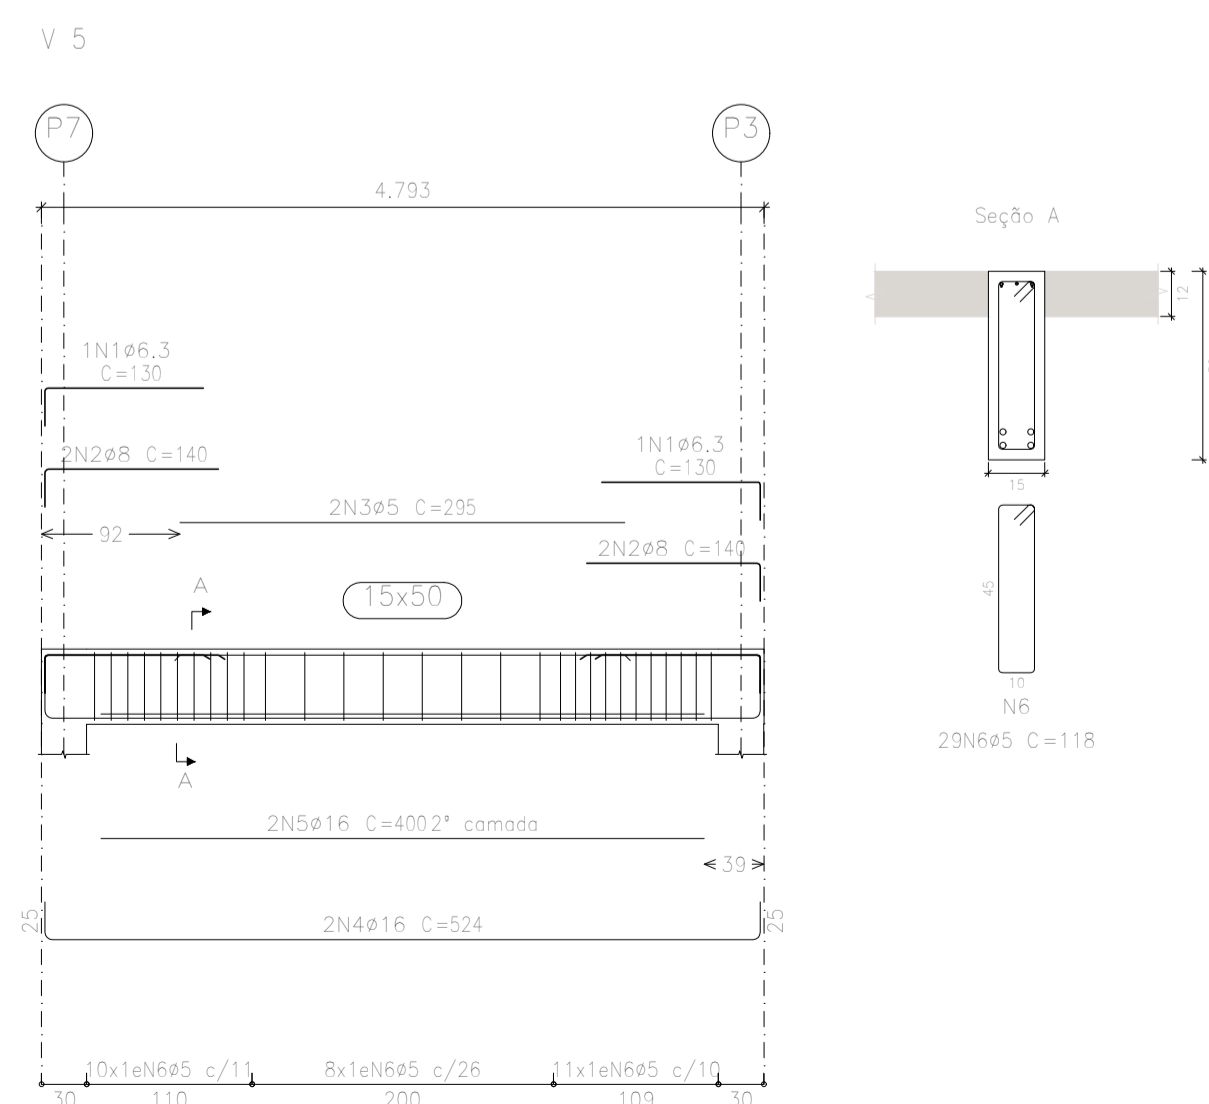 V 5
P7
P3
4.793
Seção A
12
1N1ø6.3
C=130
2N2ø8 C=140
1N1ø6.3
C=130
15
2N3ø5 C=295
92
2N2ø8 C=140
A
15x50
45
10
N6
29N6ø5 C=118
A
2N5ø16 C=400 2° camada
39
25
2N4ø16 C=524
25
10x1eN6ø5 c/11
8x1eN6ø5 c/26
11x1eN6ø5 c/10
30
110
200
109
30